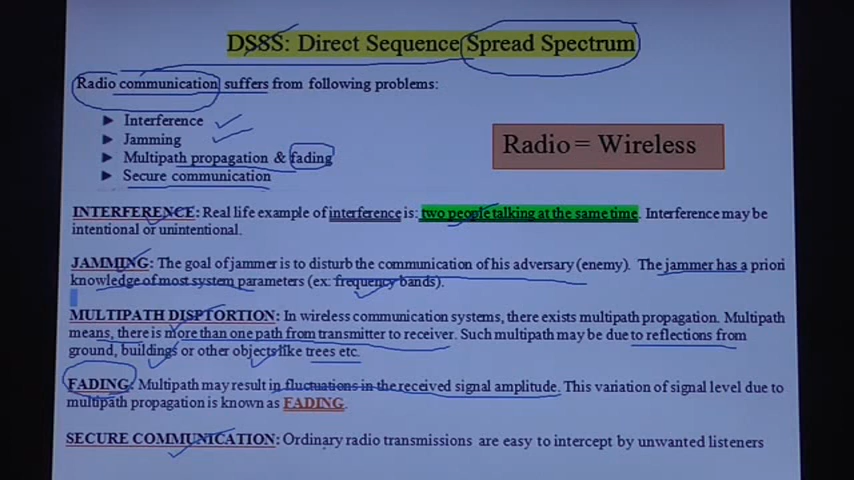 DSSS: Direct Sequence Spread Spectrum
Radio communication suffers from following problems:
► Interference
► Jamming
► Multipath propagation & fading
► Secure communication
Radio = Wireless
INTERFERENCE: Real life example of interference is: two people talking at the same time. Interference may be
intentional or unintentional.
JAMMING: The goal of jammer is to disturb the communication of his adversary (enemy). The jammer has a priori
knowledge of most system parameters (ex: frequency bands).
MULTIPATH DISPTORTION: In wireless communication systems, there exists multipath propagation. Multipath
means, there is more than one path from transmitter to receiver. Such multipath may be due to reflections from
ground, buildings or other objects like trees etc.
FADING: Multipath may result in fluctuations in the received signal amplitude. This variation of signal level due to
multipath propagation is known as FADING.
SECURE COMMUNICATION: Ordinary radio transmissions are easy to intercept by unwanted listeners